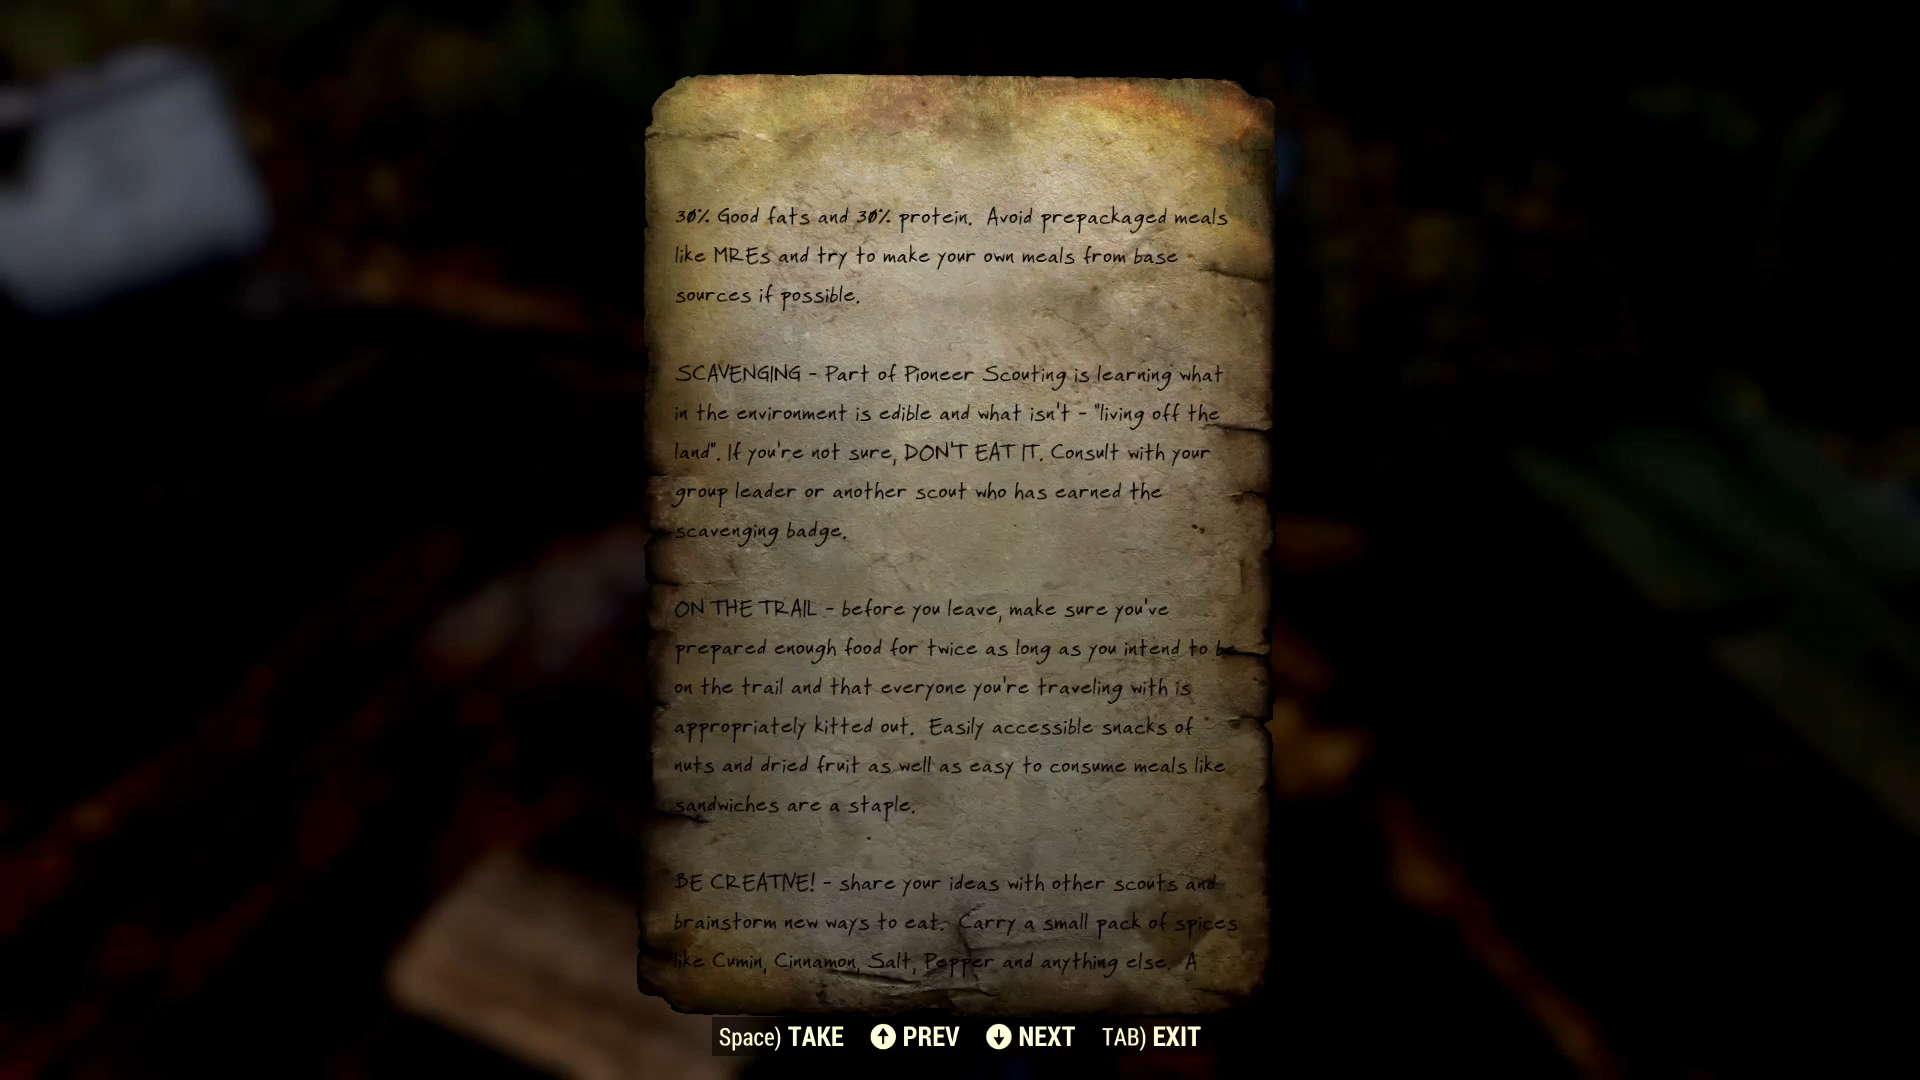 30% Good fats and 30% protein. Avoid prepackaged meals
like MREs and try to make your own meals from base
sources if possible.
SCAVENGING - Part of Pioneer Scouting is learning what
in the environment is edible and what isn't - "living off the
land". If you're not sure, DON'T EAT IT. Consult with your
group leader or another scout who has earned the
scavenging badge.
ON THE TRAIL - before you leave, make sure you've
prepared enough food for twice as long as you intend to be
on the trail and that everyone you're traveling with is
appropriately kitted out. Easily accessible snacks of
nuts and dried fruit as well as easy to consume meals like
sandwiches are a staple.
BE CREATIVE! - share your ideas with other scouts and
brainstorm new ways to eat. Carry a small pack of spices
like Cumin, Cinnamon, Salt, Pepper and anything else. A
Space) TAKE PREV NEXT TAB) EXIT